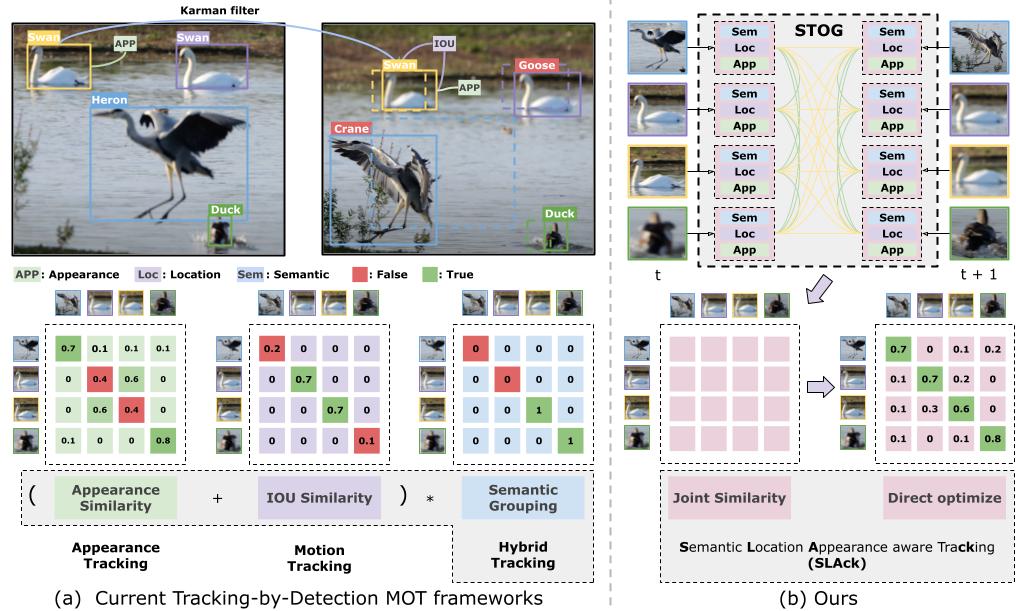 Karman filter
Swan
APP
Swan
Heron
Duck
IOU
Swan
Goose
APP
Crane
Duck
APP : Appearance Loc : Location Sem : Semantic : False : True
0.7 0.1 0.1 0.1
0 0.4 0.6 0
0 0.6 0.4 0
0.1 0 0 0.8
0.2 0 0 0
0 0.7 0 0
0 0 0.7 0
0 0 0 0.1
0 0 0 0
0 0 0 0
0 0 1 0
0 0 0 1
( Appearance Similarity + IOU Similarity ) * Semantic Grouping
Appearance Tracking
Motion Tracking
Hybrid Tracking
(a) Current Tracking-by-Detection MOT frameworks
STOG
Sem Sem
Loc Loc
App App
Sem Sem
Loc Loc
App App
Sem Sem
Loc Loc
App App
Sem Sem
Loc Loc
App App
t t + 1
0.7 0 0.1 0.2
0.1 0.7 0.2 0
0.1 0.3 0.6 0
0.1 0 0.1 0.8
Joint Similarity Direct optimize
Semantic Location Appearance aware Tracking
(SLAck)
(b) Ours